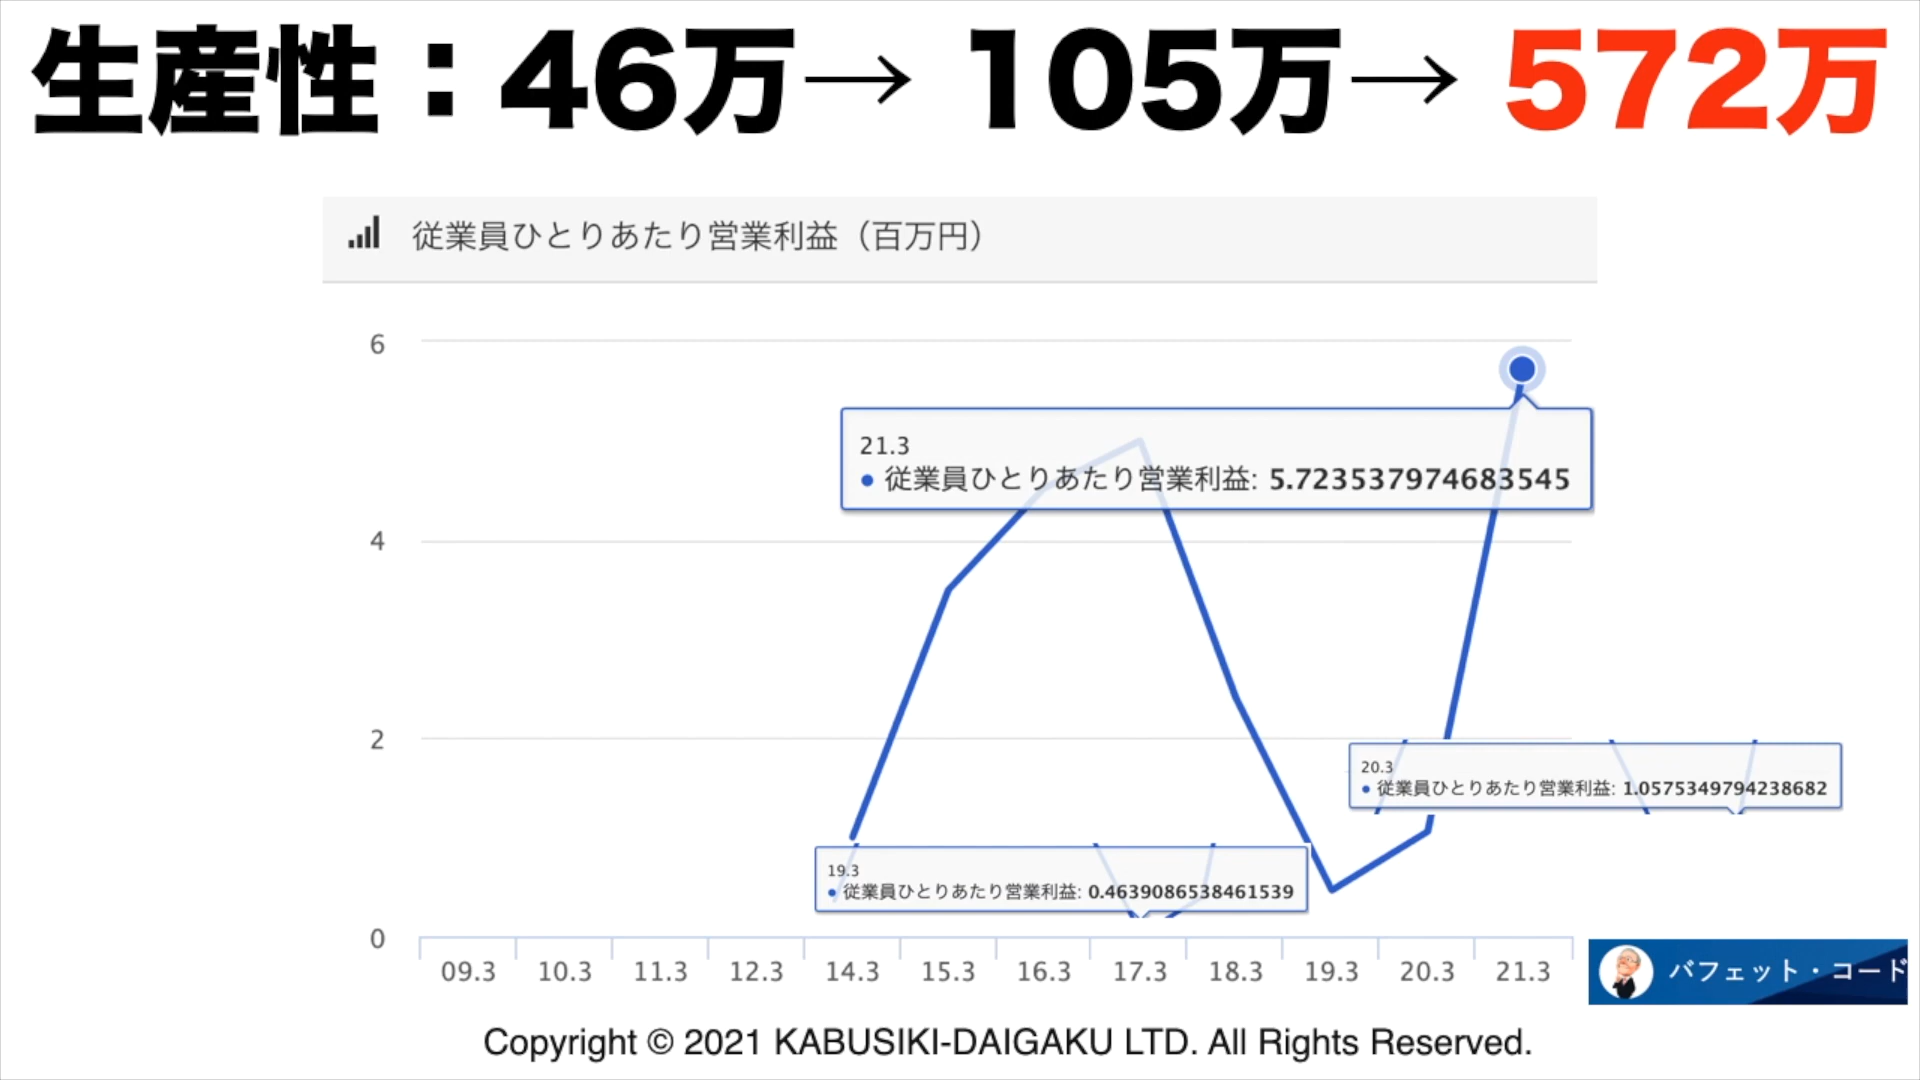 生産性：46万→ 105万→ 572万
従業員ひとりあたり営業利益（百万円）
6
21.3
● 従業員ひとりあたり営業利益: 5.723537974683545
4
2
20.3
● 従業員ひとりあたり営業利益: 1.0575349794238682
19.3
● 従業員ひとりあたり営業利益: 0.4639086538461539
0
09.3 10.3 11.3 12.3 14.3 15.3 16.3 17.3 18.3 19.3 20.3 21.3
バフェット・コード
Copyright © 2021 KABUSIKI-DAIGAKU LTD. All Rights Reserved.